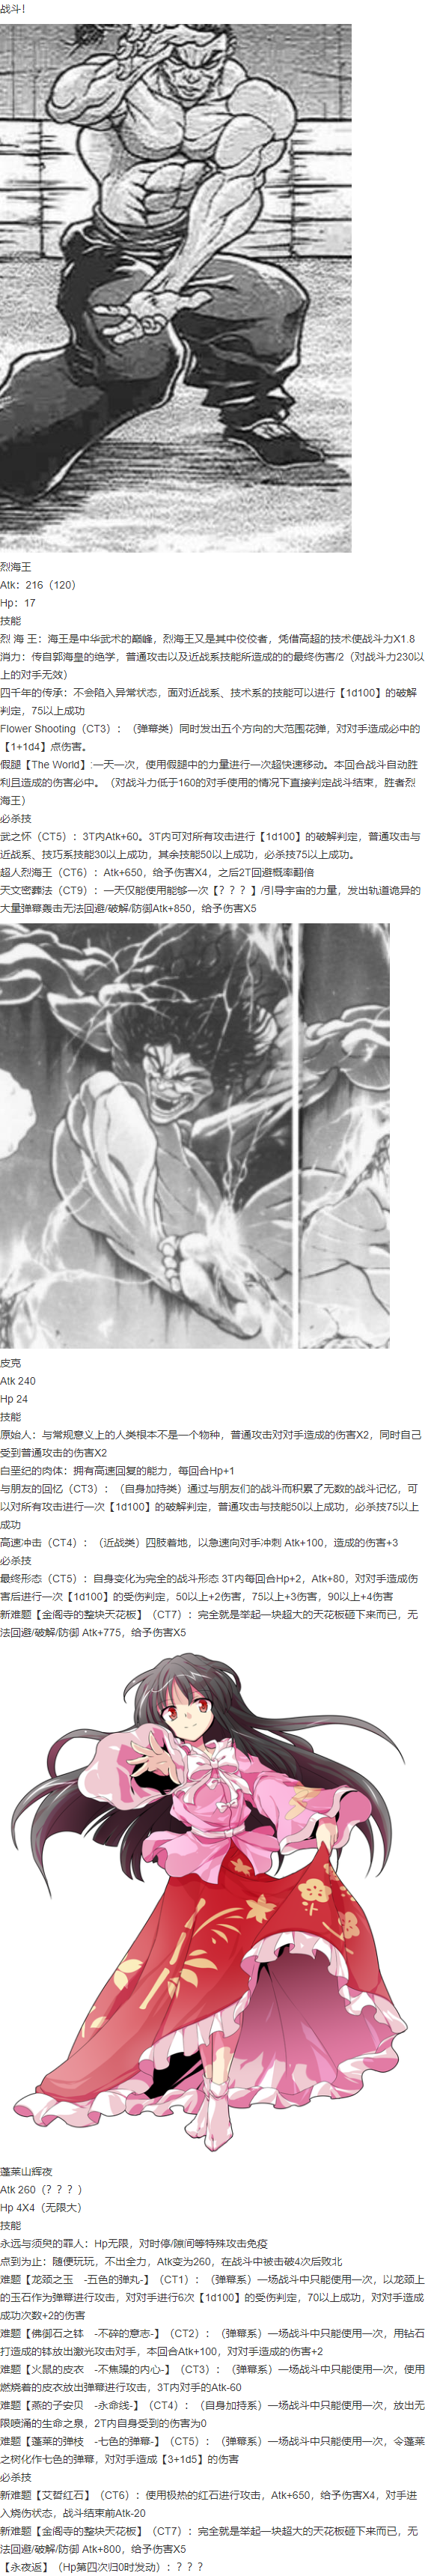 战斗！
烈海王
Atk：216（120）
Hp：17
技能
烈 海 王：海王是中华武术的巅峰，烈海王又是其中佼佼者，凭借高超的技术使战斗力X1.8
消力：传自郭海皇的绝学，普通攻击以及近战系技能所造成的的最终伤害/2（对战斗力230以
上的对手无效）
四千年的传承：不会陷入异常状态，面对近战系、技术系的技能可以进行【1d100】的破解
判定，75以上成功
Flower Shooting（CT3）：（弹幕类）同时发出五个方向的大范围花弹，对对手造成必中的
【1+1d4】点伤害。
假腿【The World】:一天一次，使用假腿中的力量进行一次超快速移动。本回合战斗自动胜
利且造成的伤害必中。（对战斗力低于160的对手使用的情况下直接判定战斗结束，胜者烈
海王）
必杀技
武之怀（CT5）：3T内Atk+60。3T内可对所有攻击进行【1d100】的破解判定，普通攻击与
近战系、技巧系技能30以上成功，其余技能50以上成功，必杀技75以上成功。
超人烈海王（CT6）：Atk+650，给予伤害X4，之后2T回避概率翻倍
天文密葬法（CT9）：一天仅能使用能够一次【？？？】/引导宇宙的力量，发出轨道诡异的
大量弹幕轰击无法回避/破解/防御Atk+850，给予伤害X5
皮克
Atk 240
Hp 24
技能
原始人：与常规意义上的人类根本不是一个物种，普通攻击对对手造成的伤害X2，同时自己
受到普通攻击的伤害X2
白垩纪的肉体：拥有高速回复的能力，每回合Hp+1
与朋友的回忆（CT3）：（自身加持类）通过与朋友们的战斗而积累了无数的战斗记忆，可
以对所有攻击进行一次【1d100】的破解判定，普通攻击与技能50以上成功，必杀技75以上
成功
高速冲击（CT4）：（近战类）四肢着地，以急速向对手冲刺 Atk+100，造成的伤害+3
必杀技
最终形态（CT5）：自身变化为完全的战斗形态 3T内每回合Hp+2，Atk+80，对对手造成伤
害后进行一次【1d100】的受伤判定，50以上+2伤害，75以上+3伤害，90以上+4伤害
新难题【金阁寺的整块天花板】（CT7）：完全就是举起一块超大的天花板砸下来而已，无
法回避/破解/防御 Atk+775，给予伤害X5
蓬莱山辉夜
Atk 260（？？？）
Hp 4X4（无限大）
技能
永远与须臾的罪人：Hp无限，对时停/隙间等特殊攻击免疫
点到为止：随便玩玩，不出全力，Atk变为260，在战斗中被击破4次后败北
难题【龙颈之玉　-五色的弹丸-】（CT1）：（弹幕系）一场战斗中只能使用一次，以龙颈上
的玉石作为弹幕进行攻击，对对手进行6次【1d100】的受伤判定，70以上成功，对对手造成
成功次数+2的伤害
难题【佛御石之钵　-不碎的意志-】（CT2）：（弹幕系）一场战斗中只能使用一次，用钻石
打造成的钵放出激光攻击对手，本回合Atk+100，对对手造成的伤害+2
难题【火鼠的皮衣　-不焦躁的内心-】（CT3）：（弹幕系）一场战斗中只能使用一次，使用
燃烧着的皮衣放出弹幕进行攻击，3T内对手的Atk-60
难题【燕的子安贝　-永命线-】（CT4）：（自身加持系）一场战斗中只能使用一次，放出无
限喷涌的生命之泉，2T内自身受到的伤害为0
难题【蓬莱的弹枝　-七色的弹幕-】（CT5）：（弹幕系）一场战斗中只能使用一次，令蓬莱
之树化作七色的弹幕，对对手造成【3+1d5】的伤害
必杀技
新难题【艾哲红石】（CT6）：使用极热的红石进行攻击，Atk+650，给予伤害X4，对手进
入烧伤状态，战斗结束前Atk-20
新难题【金阁寺的整块天花板】（CT7）：完全就是举起一块超大的天花板砸下来而已，无
法回避/破解/防御 Atk+800，给予伤害X5
【永夜返】（Hp第四次归0时发动）：？？？